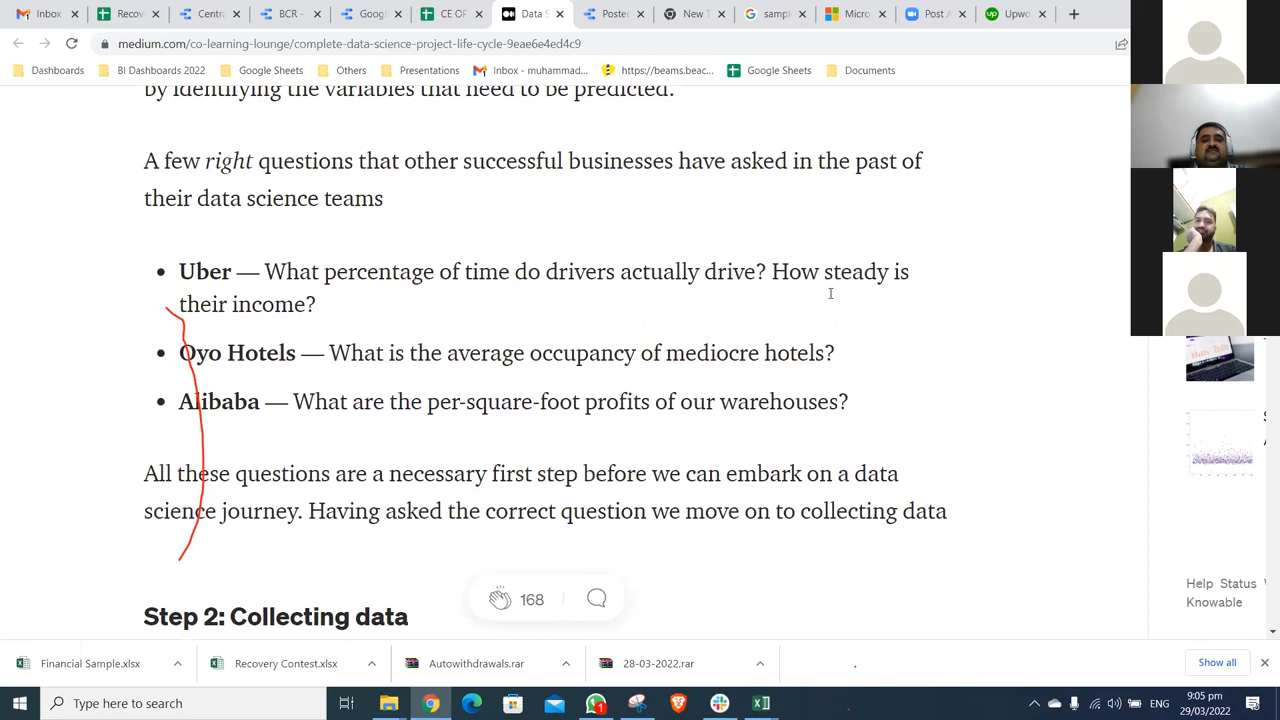 Inbox
Recov
Centra
BCR
Google
CE OF
Data S
Poster
New T
sampl
Micro
Post A
Upwo
medium.com/co-learning-lounge/complete-data-science-project-life-cycle-9eae6e4ed4c9
Dashboards
BI Dashboards 2022
Google Sheets
Others
Presentations
Inbox - muhammad...
https://beams.beac...
Google Sheets
Documents
by identifying the variables that need to be predicted.
A few right questions that other successful businesses have asked in the past of
their data science teams
• Uber — What percentage of time do drivers actually drive? How steady is
their income?
• Oyo Hotels — What is the average occupancy of mediocre hotels?
• Alibaba — What are the per-square-foot profits of our warehouses?
All these questions are a necessary first step before we can embark on a data
science journey. Having asked the correct question we move on to collecting data
168
Step 2: Collecting data
Help Status
Knowable
Financial Sample.xlsx
Recovery Contest.xlsx
Autowithdrawals.rar
28-03-2022.rar
Show all
Type here to search
1
ENG
9:05 pm
29/03/2022